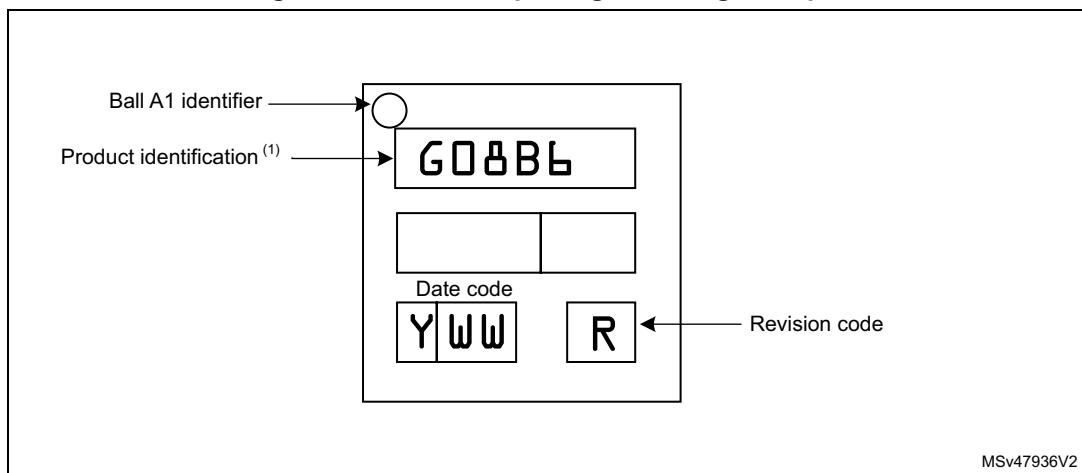 Ball A1 identifier
Product identification (1)
G08B6
Date code
Y WW
R
Revision code
MSv47936V2